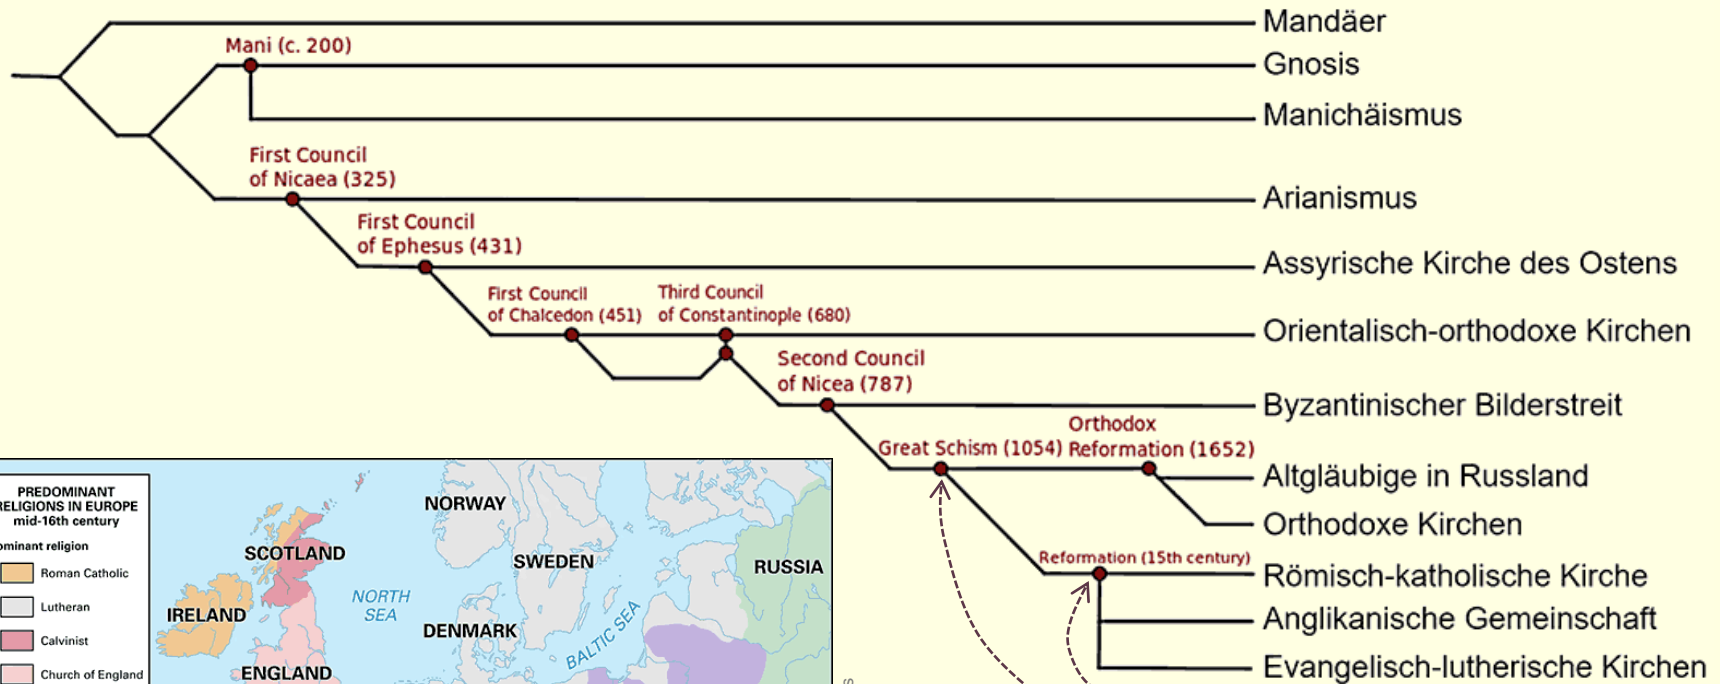 Mandäer
Mani (c. 200)
Gnosis
Manichäismus
First Council
of Nicaea (325)
Arianismus
First Council
of Ephesus (431)
Assyrische Kirche des Ostens
First Council
of Chalcedon (451)
Third Council
of Constantinople (680)
Orientalisch-orthodoxe Kirchen
Second Council
of Nicea (787)
Byzantinischer Bilderstreit
Great Schism (1054)
Orthodox
Reformation (1652)
Altgläubige in Russland
Orthodoxe Kirchen
Reformation (15th century)
Römisch-katholische Kirche
Anglikanische Gemeinschaft
Evangelisch-lutherische Kirchen
PREDOMINANT
RELIGIONS IN EUROPE
mid-16th century
religion
Roman Catholic
Lutheran
Calvinist
Church of England
NORWAY
SCOTLAND
SWEDEN
RUSSIA
NORTH
SEA
IRELAND
DENMARK
BALTIC SEA
ENGLAND